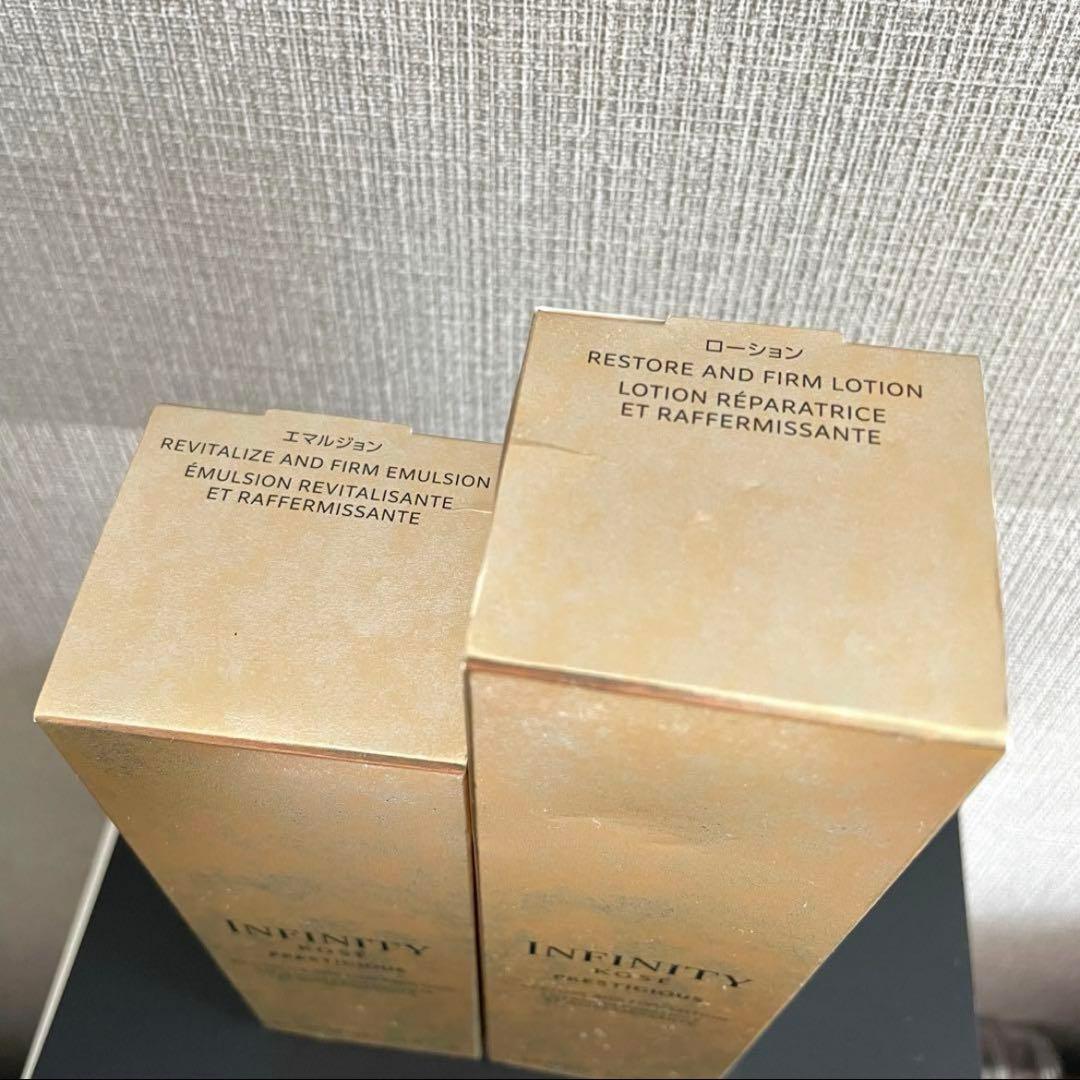 エマルジョン
REVITALIZE AND FIRM EMULSION
ÉMULSION REVITALISANTE
ET RAFFERMISSANTE
INFINITY
KOSÉ
PRESTIGIOUS
ローション
RESTORE AND FIRM LOTION
LOTION RÉPARATRICE
ET RAFFERMISSANTE
INFINITY
KOSÉ
PRESTIGIOUS